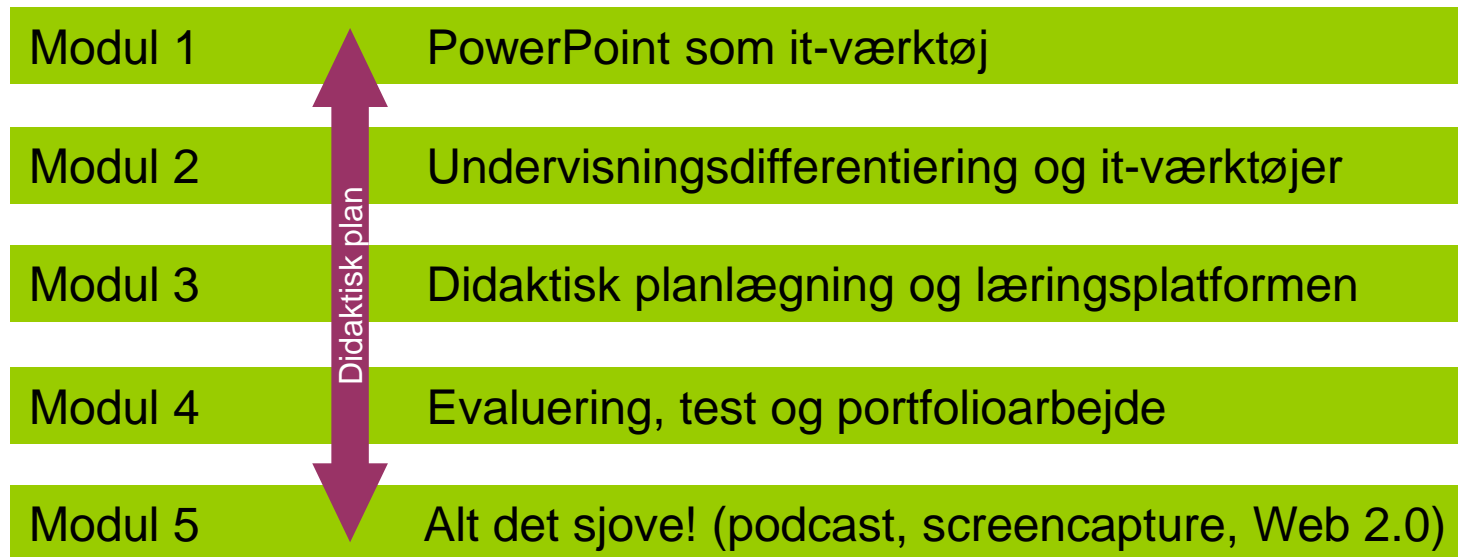 Modul 1 PowerPoint som it-værktøj
Modul 2 Undervisningsdifferentiering og it-værktøjer
Modul 3 Didaktisk planlægning og læringsplatformen
Modul 4 Evaluering, test og portfolioarbejde
Modul 5 Alt det sjove! (podcast, screencapture, Web 2.0)
Didaktisk plan